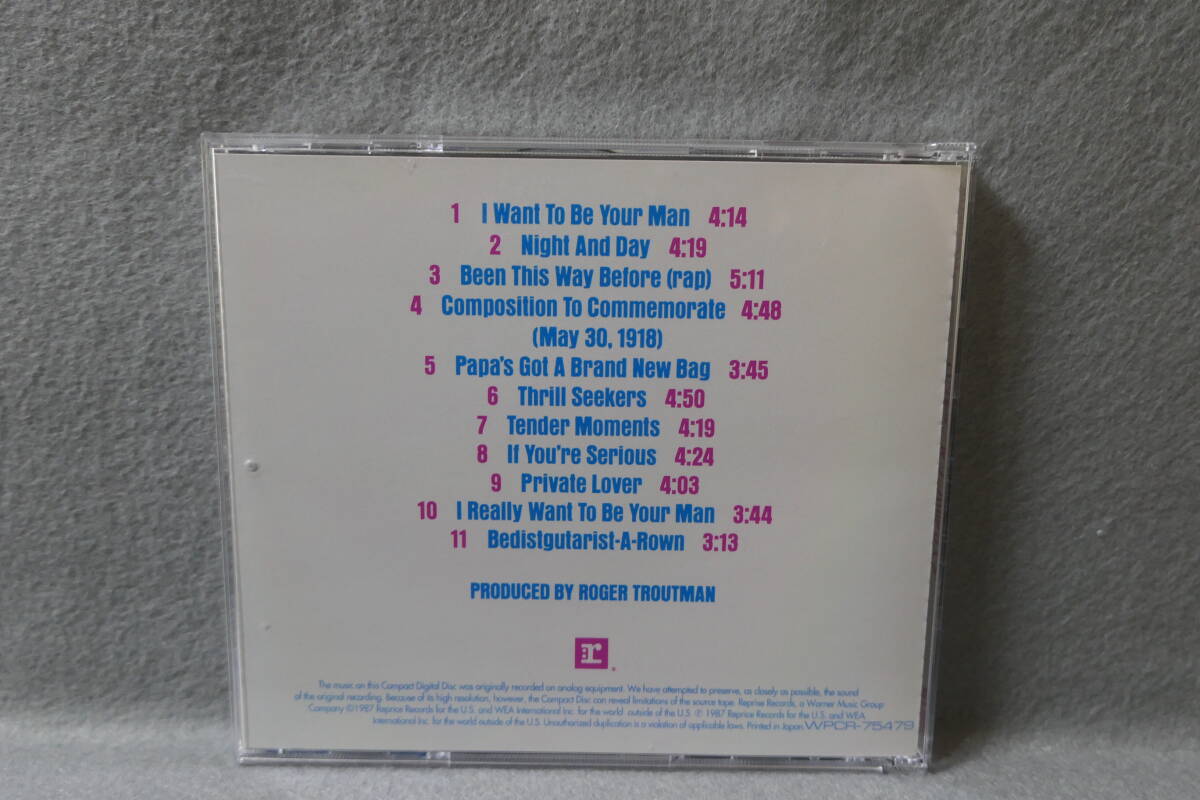 1 I Want To Be Your Man 4:14
2 Night And Day 4:19
3 Been This Way Before (rap) 5:11
4 Composition To Commemorate 4:48
(May 30, 1918)
5 Papa's Got A Brand New Bag 3:45
6 Thrill Seekers 4:50
7 Tender Moments 4:19
8 If You're Serious 4:24
9 Private Lover 4:03
10 I Really Want To Be Your Man 3:44
11 Bedistgutarist-A-Rown 3:13
PRODUCED BY ROGER TROUTMAN
:r
The music on this Compact Digital Disc was originally recorded on analog equipment. We have attempted to preserve, as closely as possible, the sound
of the original recording. Because of its high resolution, however, the Compact Disc can reveal limitations of the source tape. Reprise Records, a Warner Music Group
Company ©1987 Reprise Records for the U.S. and WEA International Inc. for the world outside of the U.S. ℗ 1987 Reprise Records for the U.S. and WEA
International Inc. for the world outside of the U.S. Unauthorized duplication is a violation of applicable laws. Printed in Japan WPCR-75479